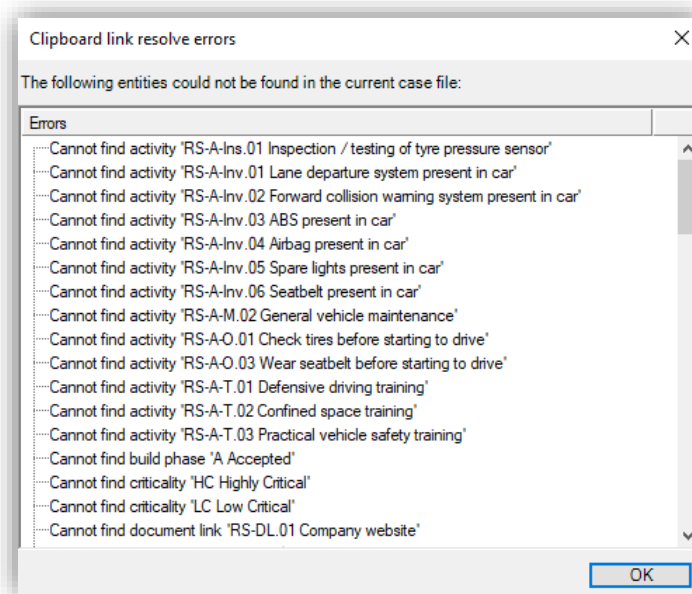 Clipboard link resolve errors
The following entities could not be found in the current case file:
Errors
Cannot find activity 'RS-A-Ins.01 Inspection / testing of tyre pressure sensor'
Cannot find activity 'RS-A-Inv.01 Lane departure system present in car'
Cannot find activity 'RS-A-Inv.02 Forward collision warning system present in car'
Cannot find activity 'RS-A-Inv.03 ABS present in car'
Cannot find activity 'RS-A-Inv.04 Airbag present in car'
Cannot find activity 'RS-A-Inv.05 Spare lights present in car'
Cannot find activity 'RS-A-Inv.06 Seatbelt present in car'
Cannot find activity 'RS-A-M.02 General vehicle maintenance'
Cannot find activity 'RS-A-O.01 Check tires before starting to drive'
Cannot find activity 'RS-A-O.03 Wear seatbelt before starting to drive'
Cannot find activity 'RS-A-T.01 Defensive driving training'
Cannot find activity 'RS-A-T.02 Confined space training'
Cannot find activity 'RS-A-T.03 Practical vehicle safety training'
Cannot find build phase 'A Accepted'
Cannot find criticality 'HC Highly Critical'
Cannot find criticality 'LC Low Critical'
Cannot find document link 'RS-DL.01 Company website'
OK